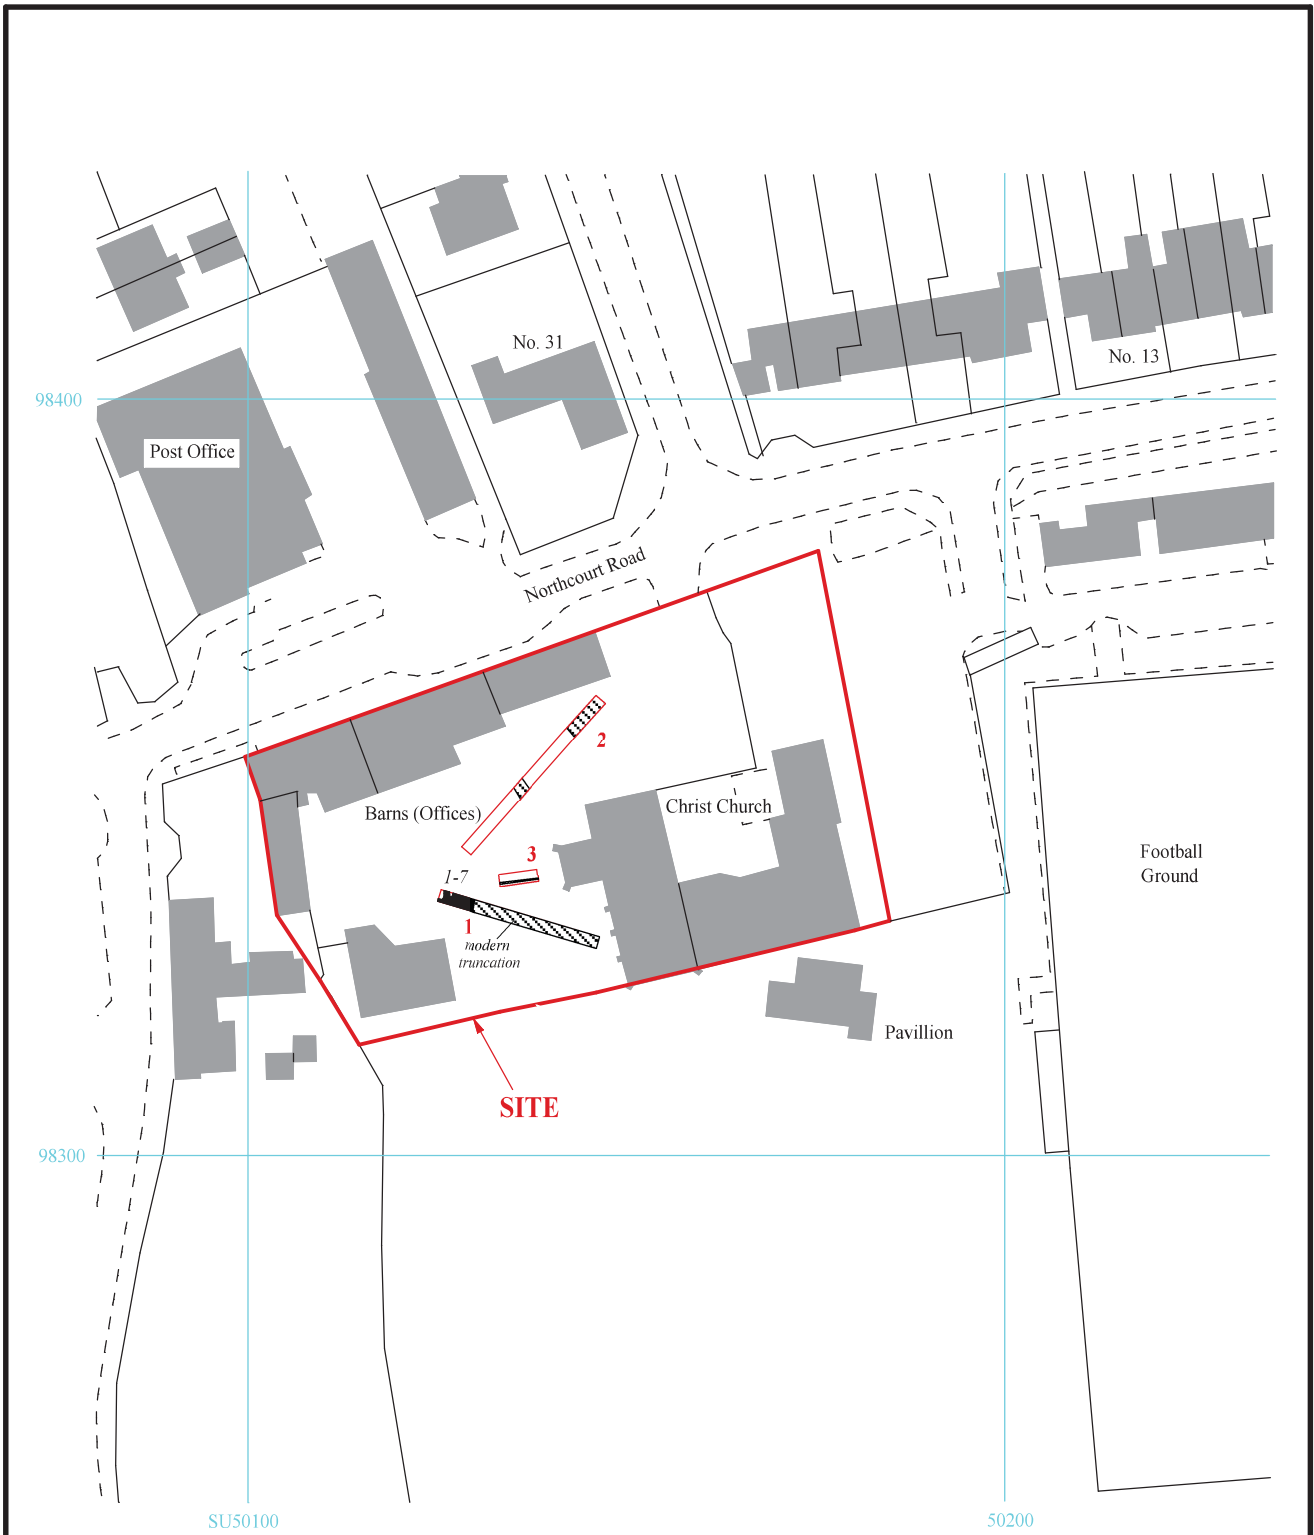 No. 31
No. 13
98400
Post Office
Northcourt Road
2
Barns (Offices)
Christ Church
3
1-7
1
modern
truncation
Football
Ground
Pavillion
SITE
98300
SU50100
50200